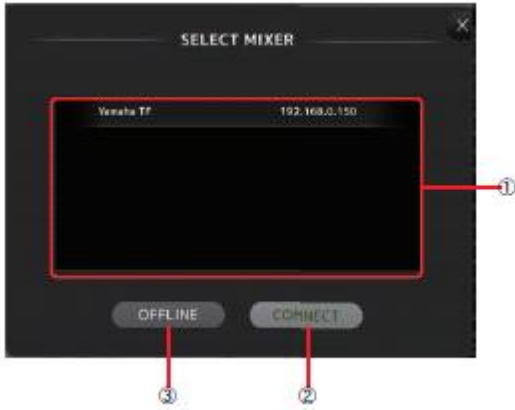 SELECT MIXER
×
Yamaha TF 192.168.0.150
①
OFFLINE CONNECT
③ ②